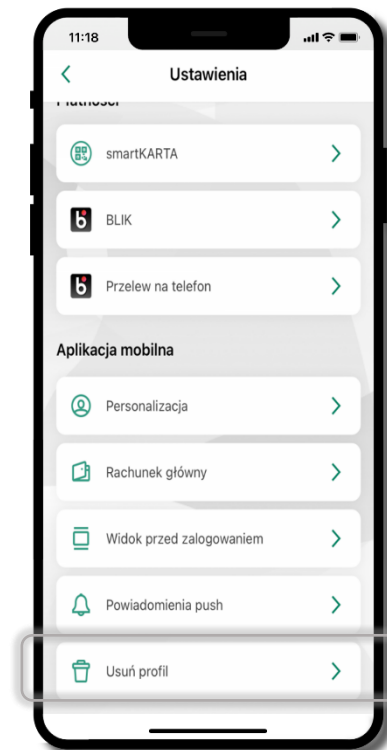 11:18
Ustawienia
Płatności
smartKARTA
BLIK
Przelew na telefon
Aplikacja mobilna
Personalizacja
Rachunek główny
Widok przed zalogowaniem
Powiadomienia push
Usuń profil